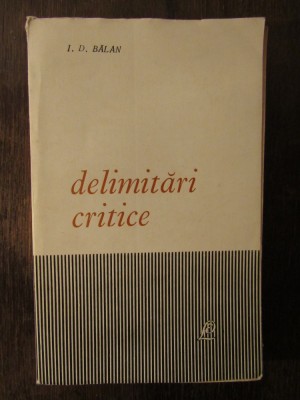 I. D. BĂLAN
delimitări
critice